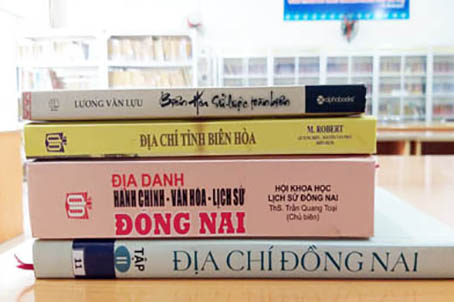 LƯƠNG VĂN LỰU
Biên Hòa sử lược toàn biên
alphabooks
ĐỊA CHÍ TỈNH BIÊN HÒA
M. ROBERT
ĐỊA DANH
HÀNH CHÍNH - VĂN HÓA - LỊCH SỬ
ĐỒNG NAI
HỘI KHOA HỌC
LỊCH SỬ ĐỒNG NAI
ThS. Trần Quang Toại
(Chủ biên)
TẬP
II
11
ĐỊA CHÍ ĐỒNG NAI